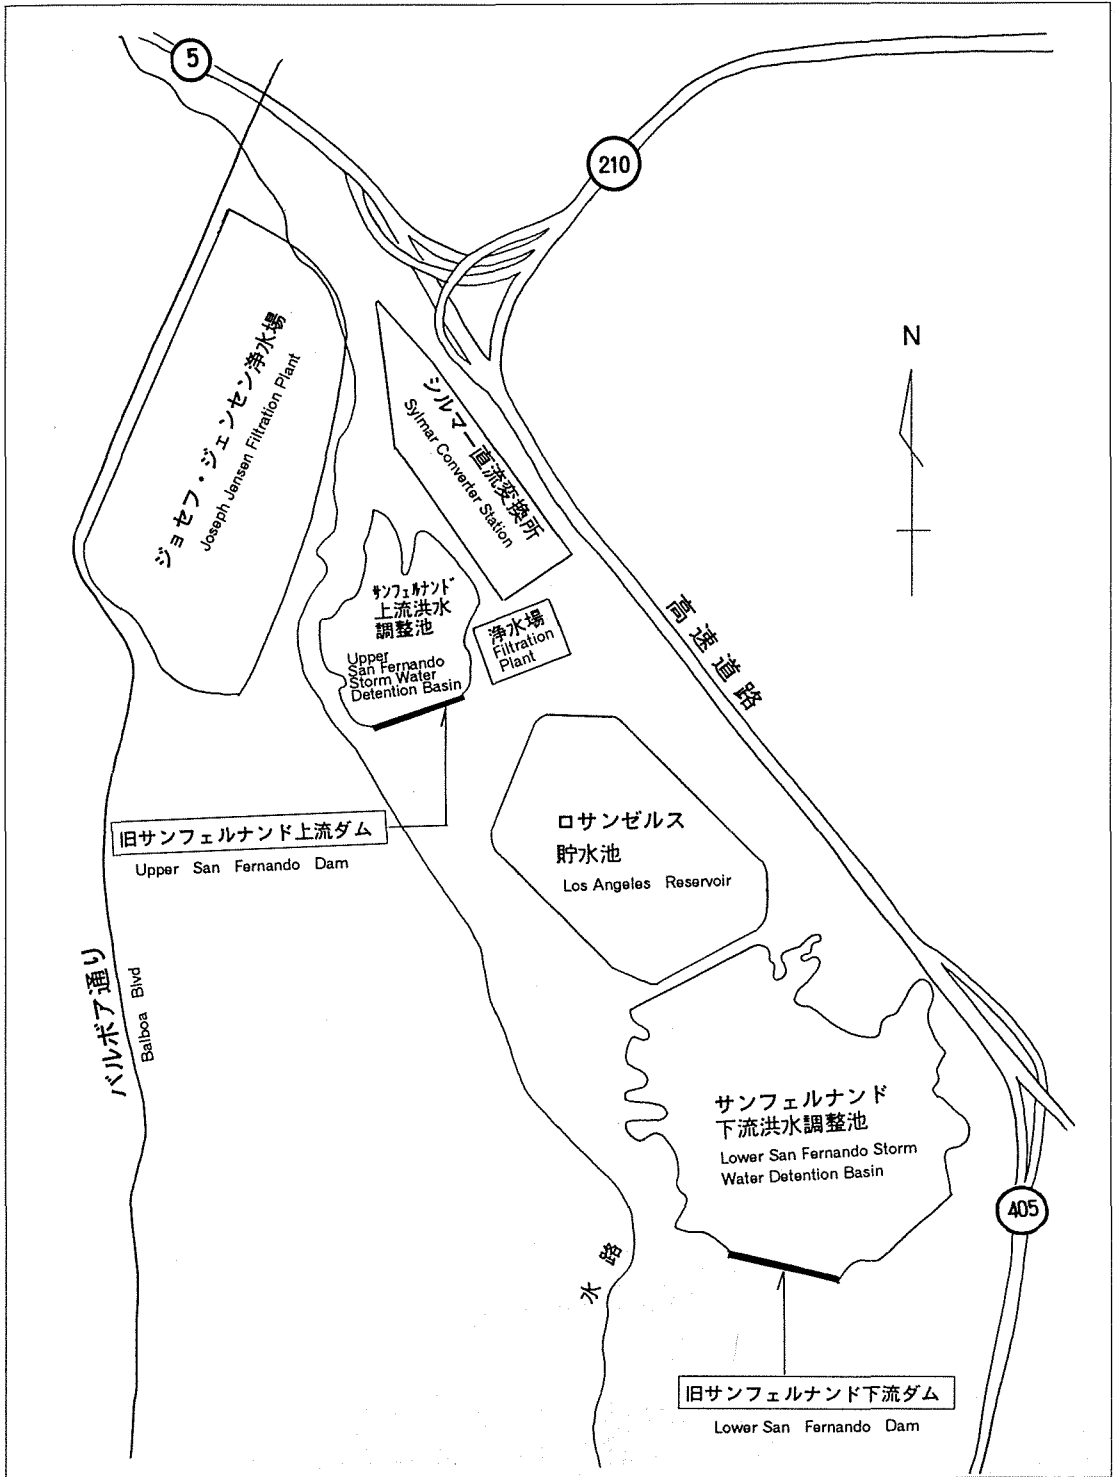 5
210
N
ジョセフ・ジェンセン浄水場
Joseph Jensen Filtration Plant
シルマー直流変換所
Sylmar Converter Station
サンフェルナンド
上流洪水
調整池
Upper
San Fernando
Storm Water
Detention Basin
浄水場
Filtration
Plant
高速道路
旧サンフェルナンド上流ダム
Upper San Fernando Dam
ロサンゼルス
貯水池
Los Angeles Reservoir
バルボア通り
Balboa Blvd
サンフェルナンド
下流洪水調整池
Lower San Fernando Storm
Water Detention Basin
405
水路
旧サンフェルナンド下流ダム
Lower San Fernando Dam